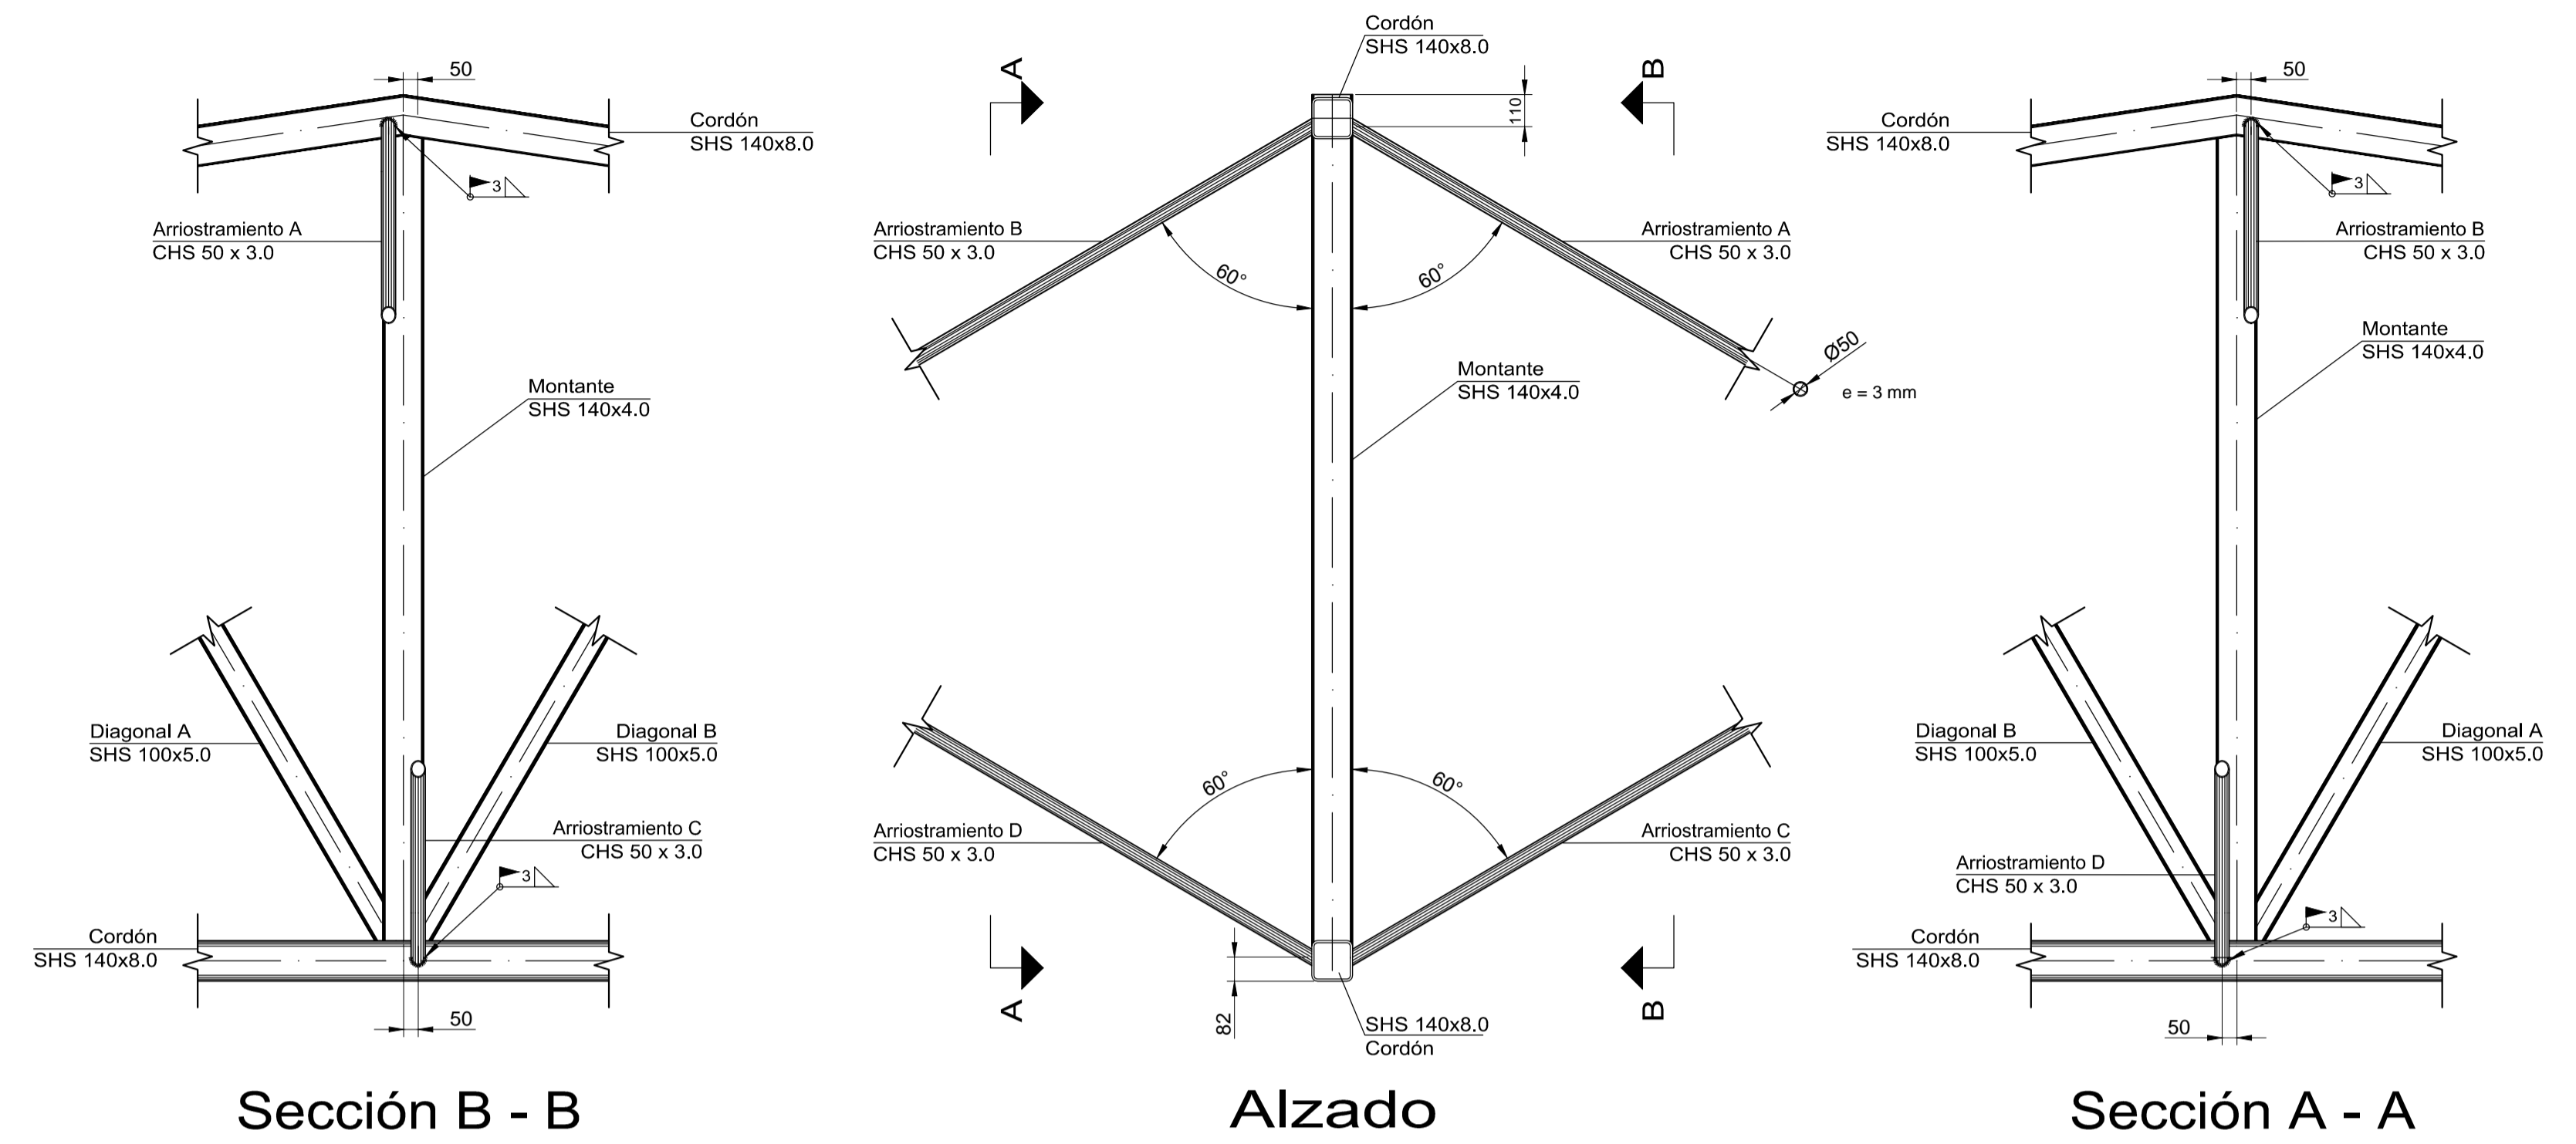 50
Cordón
SHS 140x8.0
3
Arriostramiento A
CHS 50 x 3.0
Montante
SHS 140x4.0
Diagonal A
SHS 100x5.0
Diagonal B
SHS 100x5.0
Arriostramiento C
CHS 50 x 3.0
3
Cordón
SHS 140x8.0
50
Sección B - B
Cordón
SHS 140x8.0
A
B
110
Arriostramiento B
CHS 50 x 3.0
Arriostramiento A
CHS 50 x 3.0
60°
60°
Ø50
e = 3 mm
Montante
SHS 140x4.0
60°
60°
Arriostramiento D
CHS 50 x 3.0
Arriostramiento C
CHS 50 x 3.0
A
B
82
SHS 140x8.0
Cordón
Alzado
50
Cordón
SHS 140x8.0
3
Arriostramiento B
CHS 50 x 3.0
Montante
SHS 140x4.0
Diagonal B
SHS 100x5.0
Diagonal A
SHS 100x5.0
Arriostramiento D
CHS 50 x 3.0
3
Cordón
SHS 140x8.0
50
Sección A - A